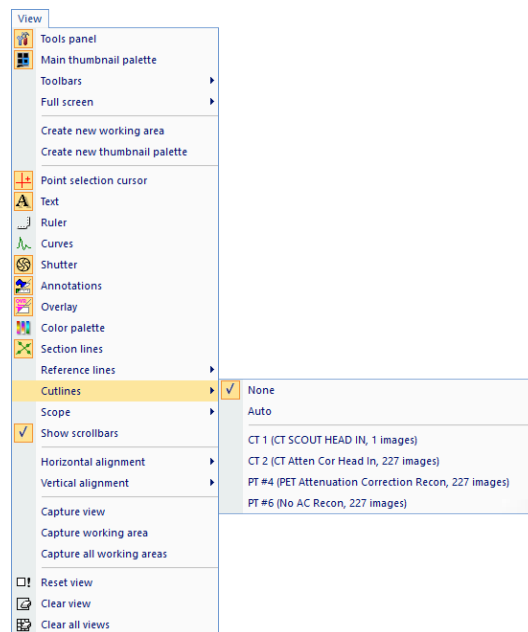 View
Tools panel
Main thumbnail palette
Toolbars
Full screen
Create new working area
Create new thumbnail palette
Point selection cursor
Text
Ruler
Curves
Shutter
Annotations
Overlay
Color palette
Section lines
Reference lines
Cutlines
Scope
Show scrollbars
Horizontal alignment
Vertical alignment
Capture view
Capture working area
Capture all working areas
Reset view
Clear view
Clear all views
None
Auto
CT 1 (CT SCOUT HEAD IN, 1 images)
CT 2 (CT Atten Cor Head In, 227 images)
PT #4 (PET Attenuation Correction Recon, 227 images)
PT #6 (No AC Recon, 227 images)